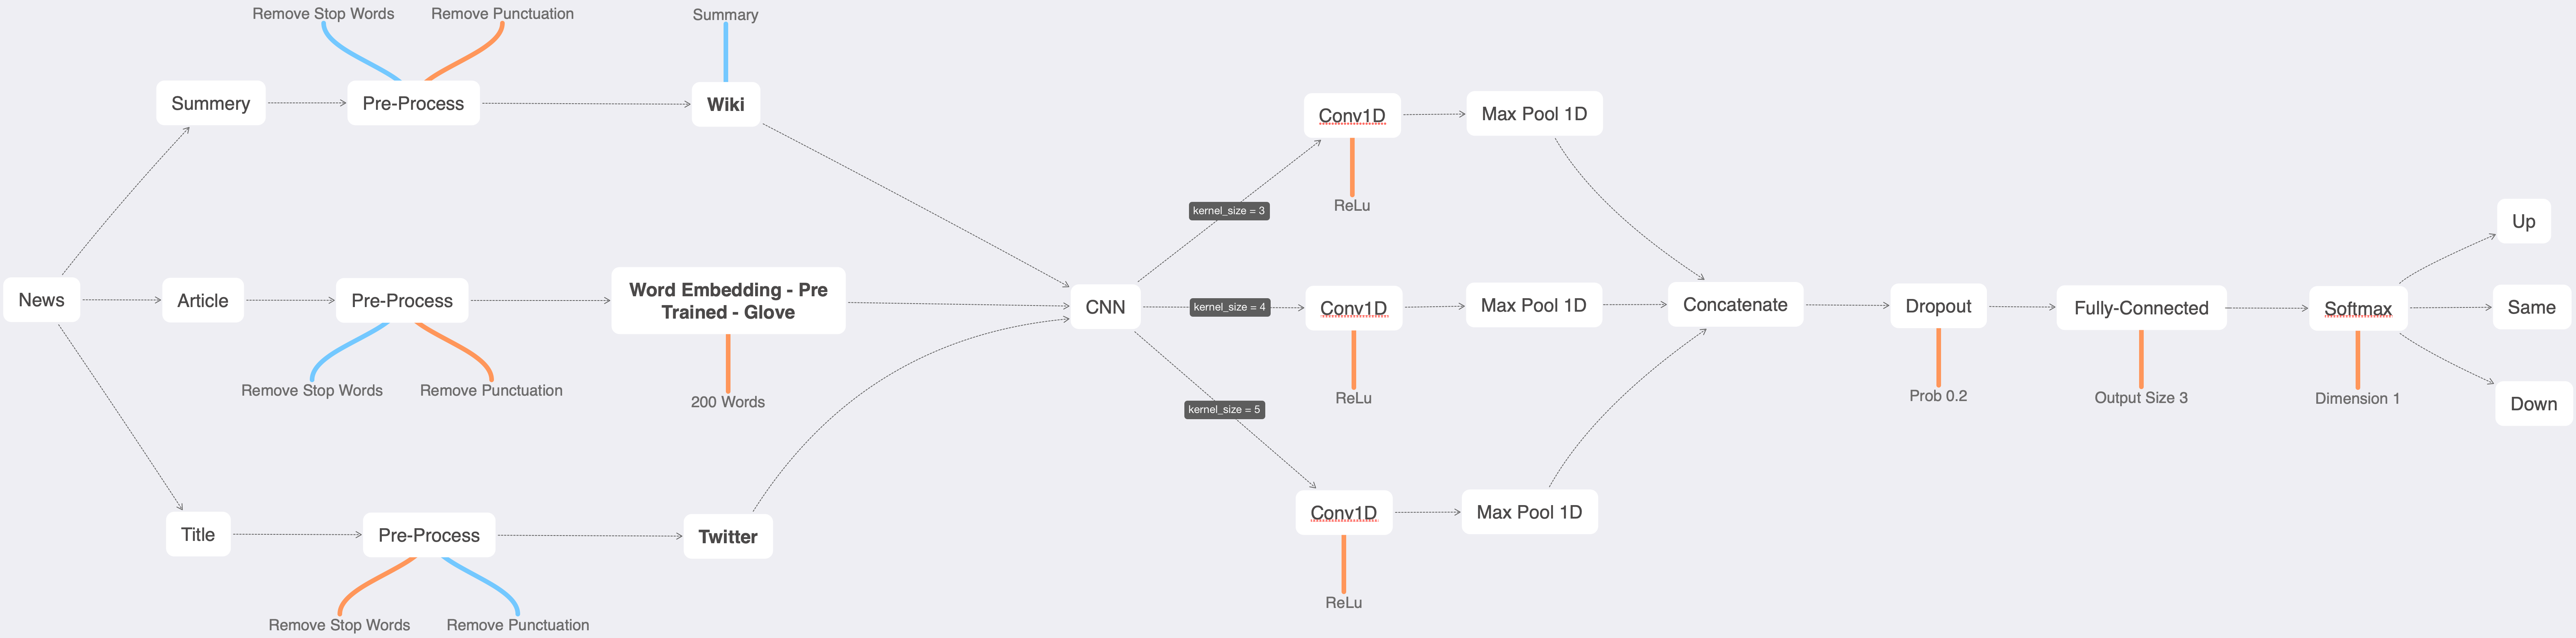 Remove Stop Words
Remove Punctuation
Summary
Summery
Pre-Process
Wiki
Conv1D
Max Pool 1D
ReLu
kernel_size = 3
News
Article
Pre-Process
Word Embedding - Pre
Trained - Glove
Remove Stop Words
Remove Punctuation
200 Words
CNN
kernel_size = 4
Conv1D
Max Pool 1D
ReLu
Concatenate
Dropout
Prob 0.2
Fully-Connected
Output Size 3
Softmax
Dimension 1
Up
Same
Down
kernel_size = 5
Conv1D
Max Pool 1D
ReLu
Title
Pre-Process
Twitter
Remove Stop Words
Remove Punctuation